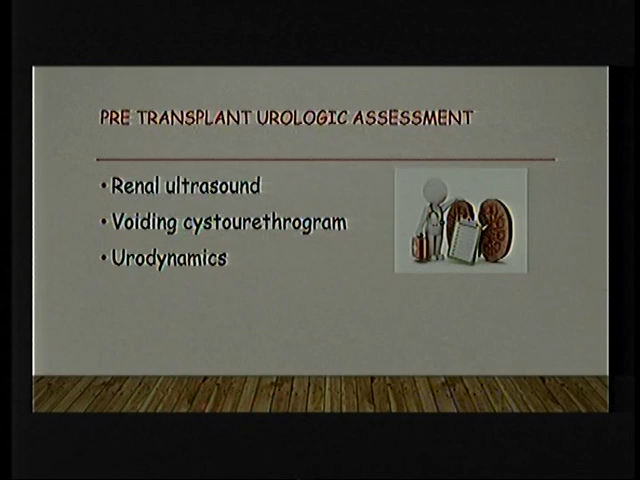 PRE TRANSPLANT UROLOGIC ASSESSMENT
• Renal ultrasound
• Voiding cystourethrogram
• Urodynamics